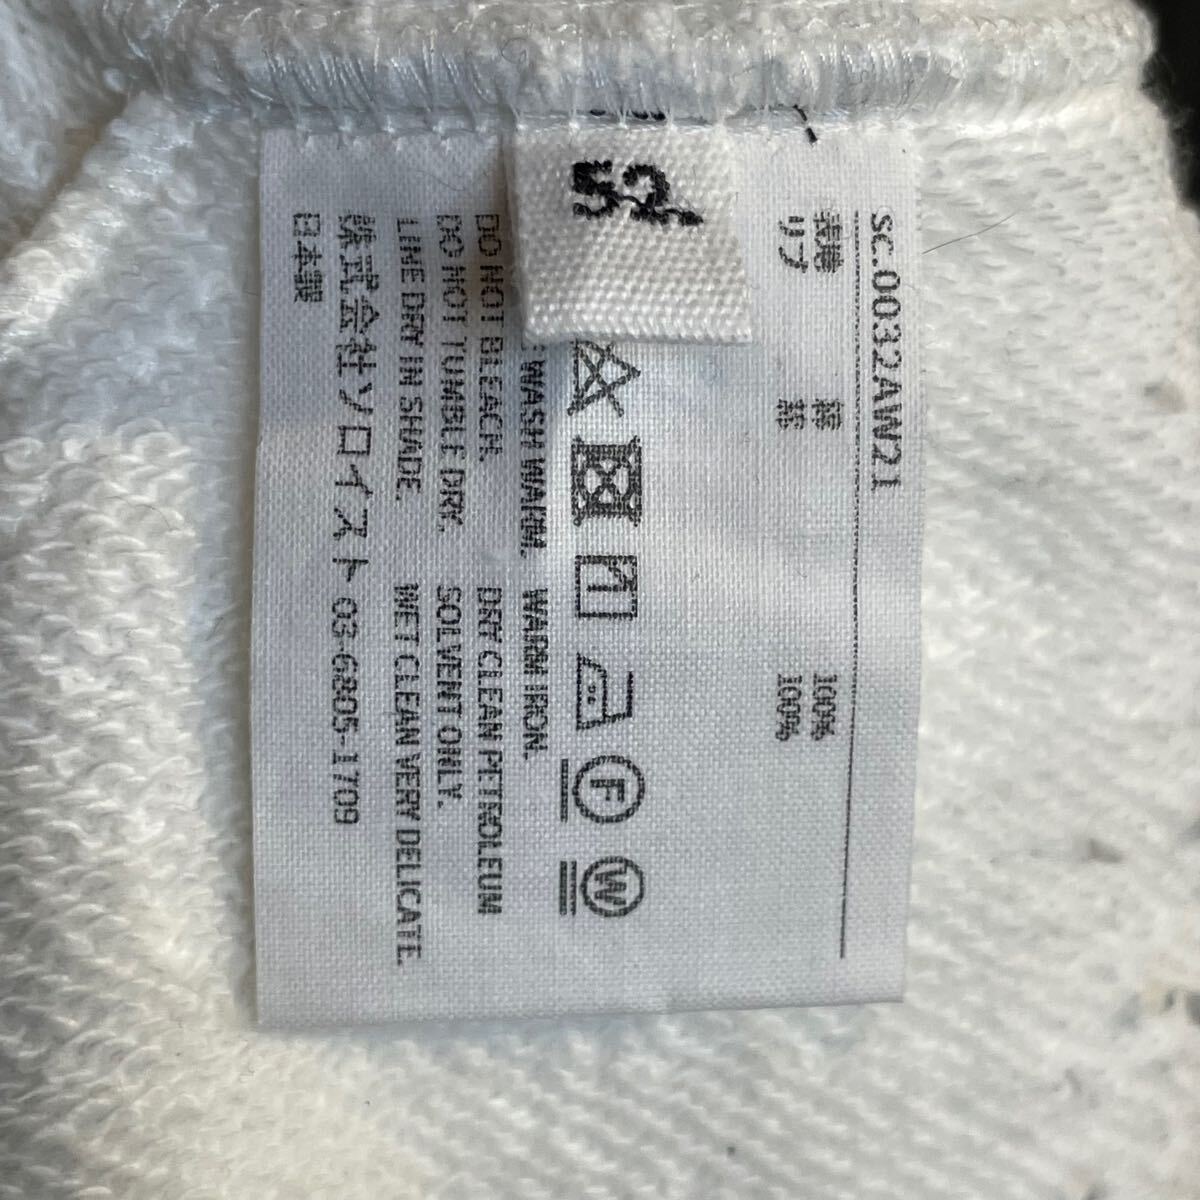 52
sc.0032AW21
表地 綿 100%
リブ 綿 100%
F
W
WASH WARM. WARM IRON.
DO NOT BLEACH. DRY CLEAN PETROLEUM
DO NOT TUMBLE DRY. SOLVENT ONLY.
LINE DRY IN SHADE. WET CLEAN VERY DELICATE.
株式会社ソロイスト 03-6805-1709
日本製